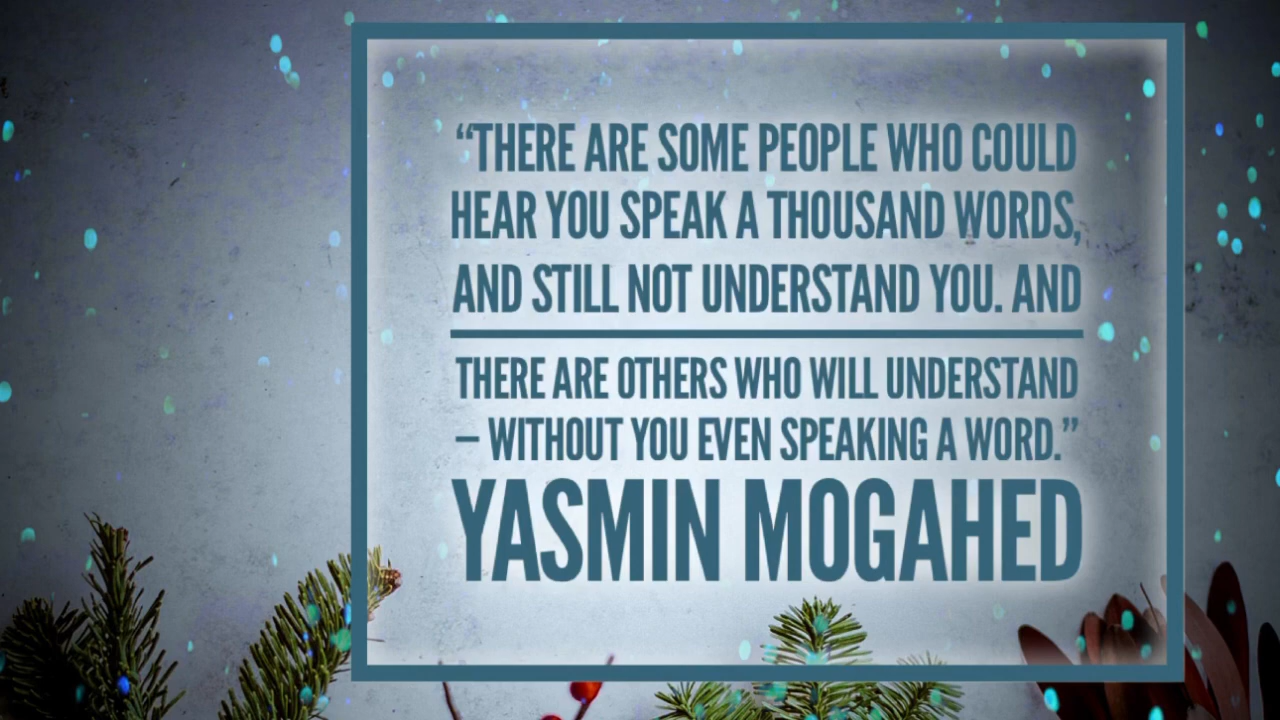 “THERE ARE SOME PEOPLE WHO COULD
HEAR YOU SPEAK A THOUSAND WORDS,
AND STILL NOT UNDERSTAND YOU. AND
THERE ARE OTHERS WHO WILL UNDERSTAND
– WITHOUT YOU EVEN SPEAKING A WORD.”
YASMIN MOGAHED